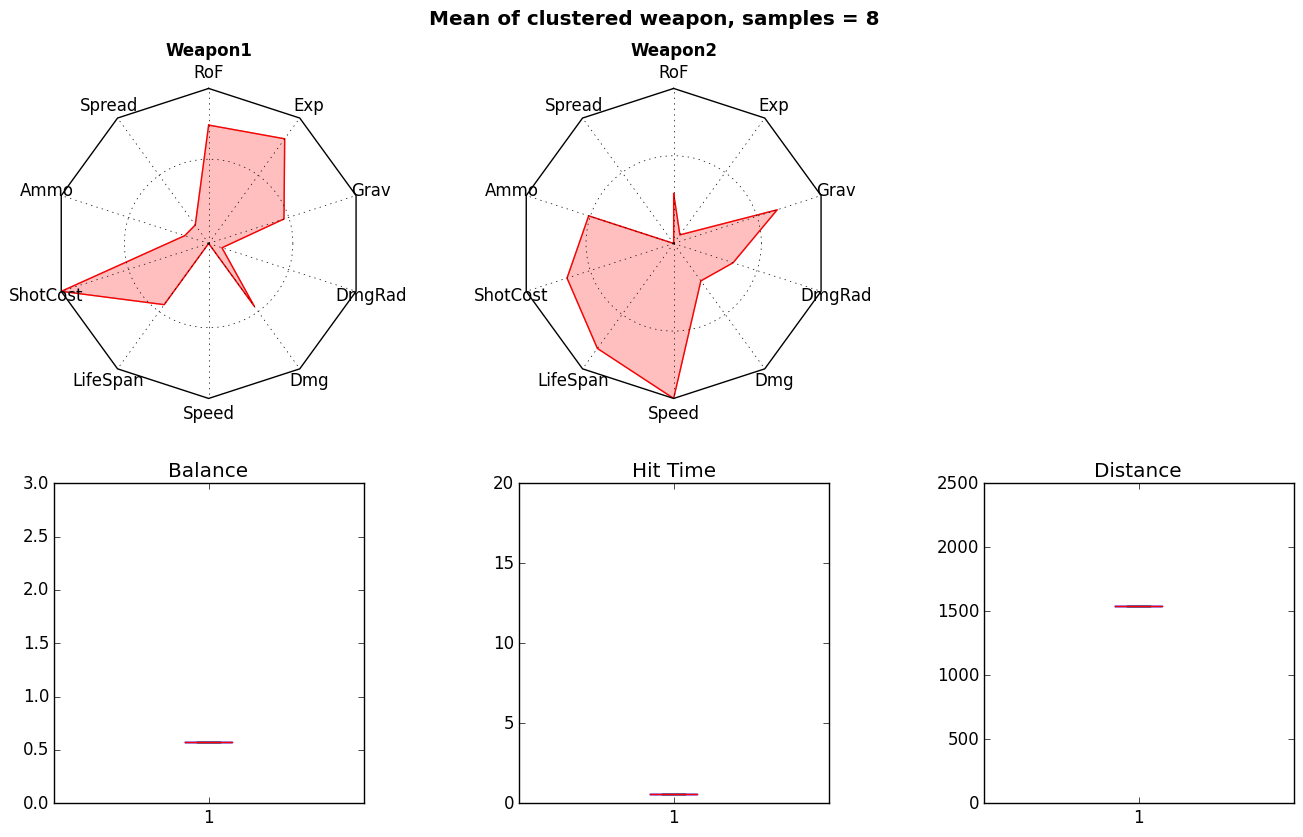 Mean of clustered weapon, samples = 8
Weapon1
RoF
Spread
Exp
Ammo
Grav
ShotCost
DmgRad
LifeSpan
Dmg
Speed
Weapon2
RoF
Spread
Exp
Ammo
Grav
ShotCost
DmgRad
LifeSpan
Dmg
Speed
Balance
3.0
2.5
2.0
1.5
1.0
0.5
0.0
1
Hit Time
20
15
10
5
0
1
Distance
2500
2000
1500
1000
500
0
1